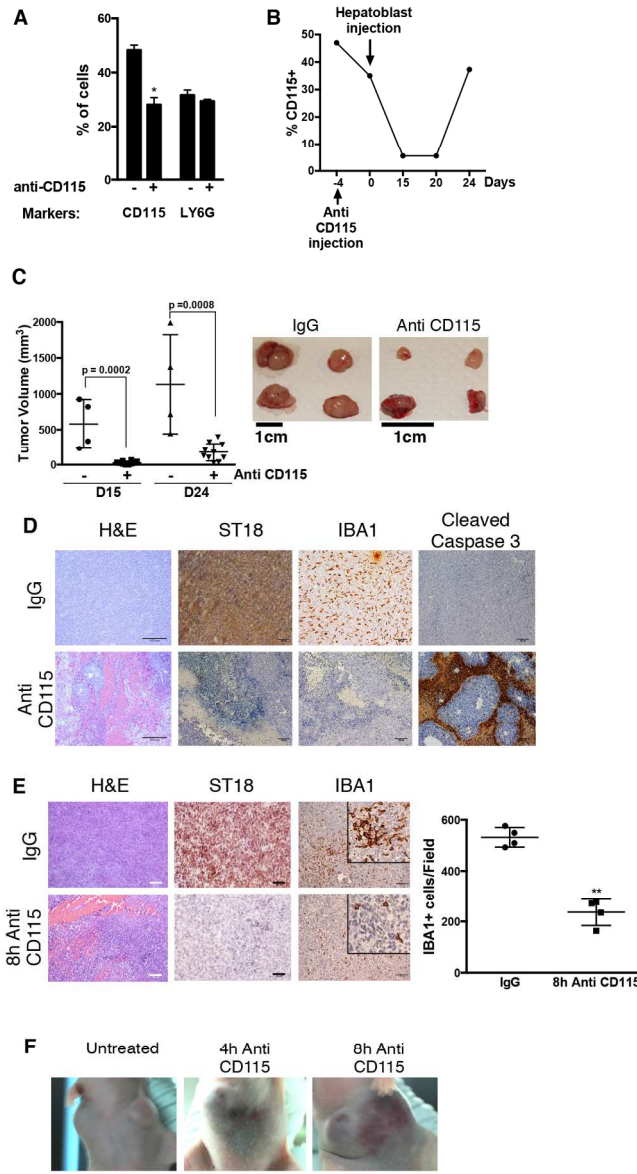 A
60
40
20
0
% of cells
*
anti-CD115 - + - +
Markers: CD115 LY6G
B
Hepatoblast
injection
50
40
30
20
10
0
% CD115+
-4 0 15 20 24 Days
Anti
CD115
injection
C
p =0.0008
p = 0.0002
2000
1500
1000
500
0
Tumor Volume (mm3)
- + - + Anti CD115
D15 D24
IgG Anti CD115
1cm 1cm
D
H&E ST18 IBA1 Cleaved
Caspase 3
IgG
Anti
CD115
E
H&E ST18 IBA1
IgG
8h Anti
CD115
600
400
200
0
IBA1+ cells/Field
**
IgG 8h Anti CD115
F
Untreated 4h Anti
CD115
8h Anti
CD115